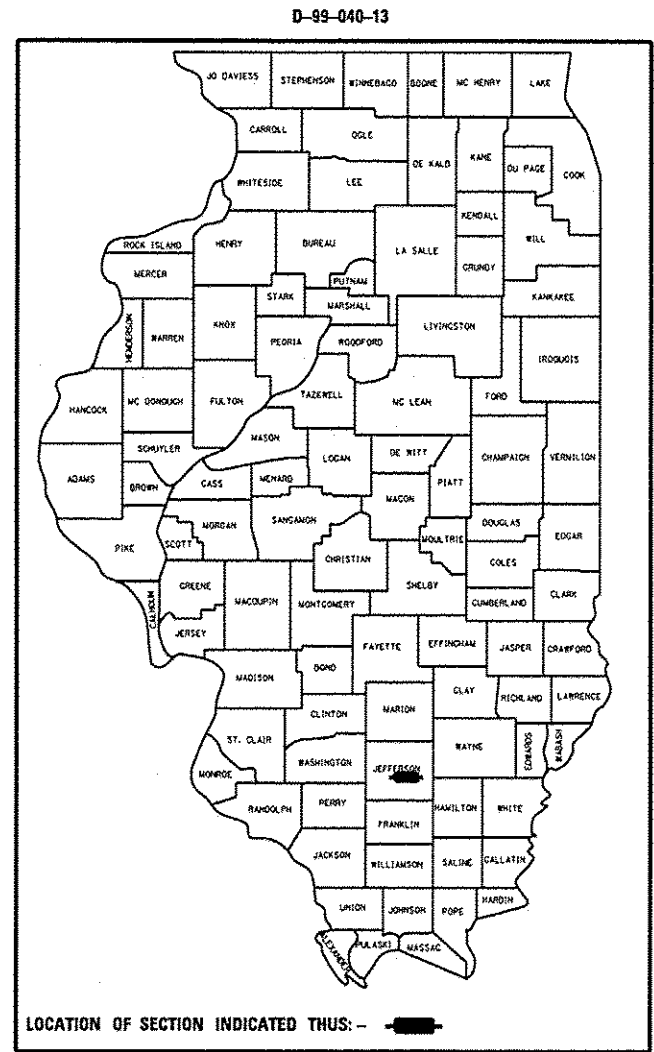 D-99-040-13
JO DAVIESS STEPHENSON WINNEBAGO BOONE MC HENRY LAKE
CARROLL OGLE DE KALB KANE DU PAGE COOK
WHITESIDE LEE
KENDALL WILL
ROCK ISLAND HENRY BUREAU LA SALLE GRUNDY
MERCER PUTNAM KANKAKEE
STARK MARSHALL
HENDERSON WARREN KNOX PEORIA WOODFORD LIVINGSTON IROQUOIS
HANCOCK MC DONOUGH FULTON TAZEWELL MC LEAN FORD
SCHUYLER MASON LOGAN DE WITT CHAMPAIGN VERMILION
ADAMS BROWN CASS MENARD PIATT
MACON
PIKE SCOTT MORGAN SANGAMON MOULTRIE DOUGLAS EDGAR
CHRISTIAN COLES
CALHOUN GREENE MACOUPIN MONTGOMERY SHELBY CUMBERLAND CLARK
JERSEY FAYETTE EFFINGHAM JASPER CRAWFORD
MADISON BOND
CLAY RICHLAND LAWRENCE
CLINTON MARION
ST. CLAIR WAYNE EDWARDS WABASH
MONROE WASHINGTON JEFFERSON
RANDOLPH PERRY HAMILTON WHITE
FRANKLIN
JACKSON WILLIAMSON SALINE GALLATIN
UNION JOHNSON POPE HARDIN
ALEXANDER PULASKI MASSAC
LOCATION OF SECTION INDICATED THUS: -